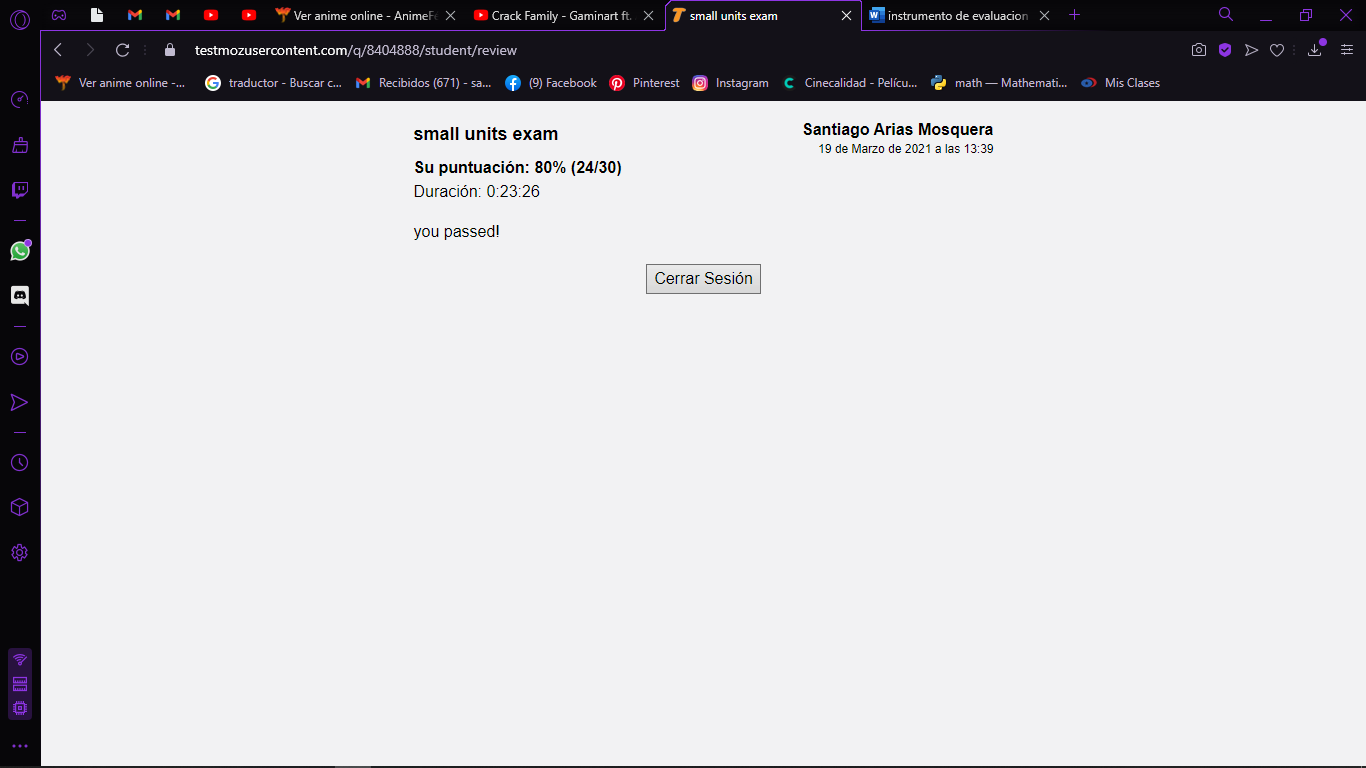 Ver anime online - AnimeFé
Crack Family - Gaminart ft.
small units exam
instrumento de evaluacion
testmozusercontent.com/q/8404888/student/review
Ver anime online -...
traductor - Buscar c...
Recibidos (671) - sa...
(9) Facebook
Pinterest
Instagram
Cinecalidad - Pelícu...
math — Mathemati...
Mis Clases
small units exam
Santiago Arias Mosquera
19 de Marzo de 2021 a las 13:39
Su puntuación: 80% (24/30)
Duración: 0:23:26
you passed!
Cerrar Sesión